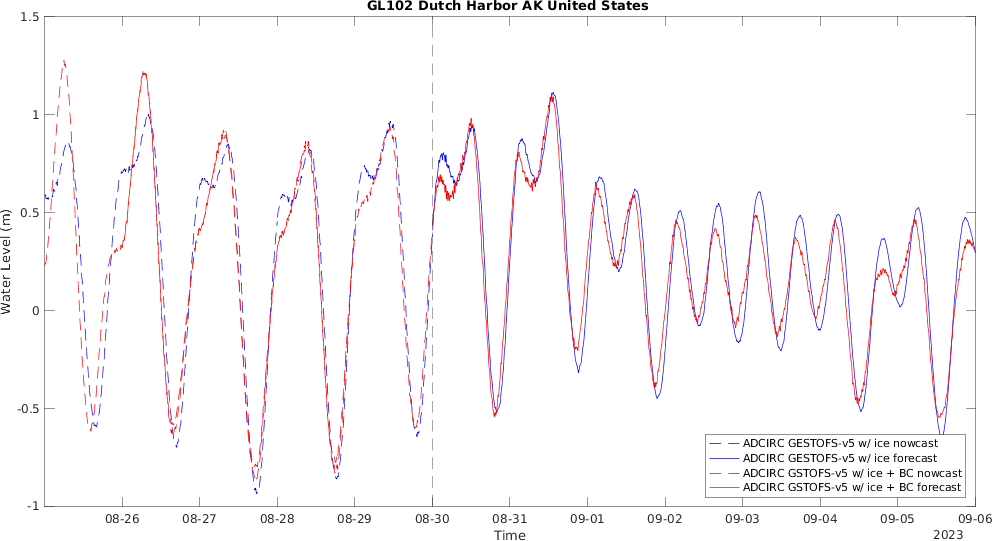 GL102 Dutch Harbor AK United States
1.5
1
0.5
0
-0.5
-1
Water Level (m)
ADCIRC GESTOFS-v5 w/ ice nowcast
ADCIRC GESTOFS-v5 w/ ice forecast
ADCIRC GSTOFS-v5 w/ ice + BC nowcast
ADCIRC GSTOFS-v5 w/ ice + BC forecast
08-26 08-27 08-28 08-29 08-30 08-31 09-01 09-02 09-03 09-04 09-05 09-06
Time
2023